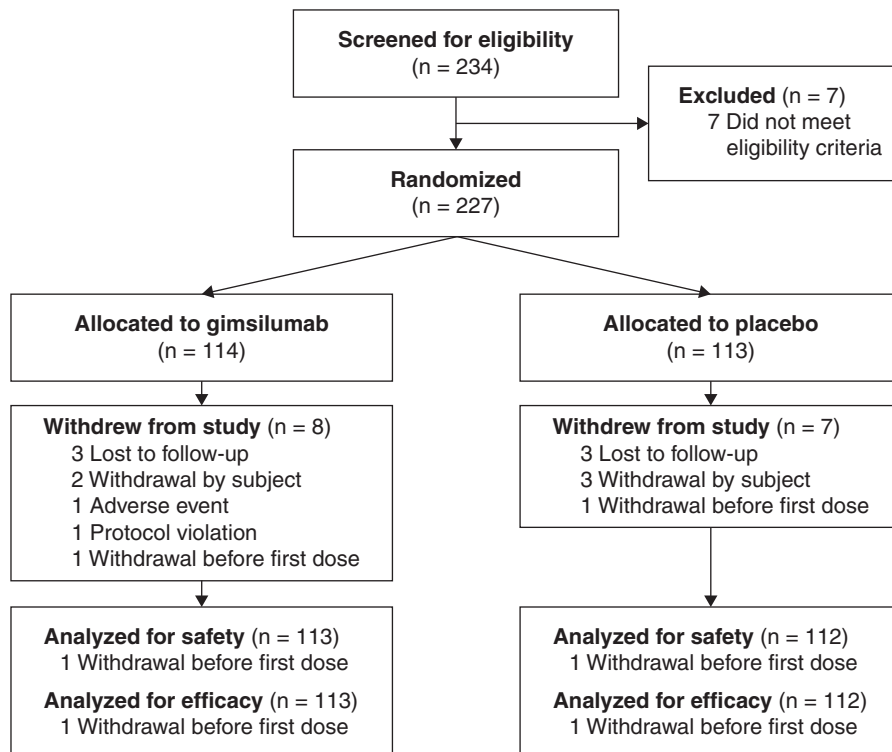 Screened for eligibility
(n = 234)
Excluded (n = 7)
7 Did not meet
eligibility criteria
Randomized
(n = 227)
Allocated to gimsilumab
(n = 114)
Allocated to placebo
(n = 113)
Withdrew from study (n = 8)
3 Lost to follow-up
2 Withdrawal by subject
1 Adverse event
1 Protocol violation
1 Withdrawal before first dose
Withdrew from study (n = 7)
3 Lost to follow-up
3 Withdrawal by subject
1 Withdrawal before first dose
Analyzed for safety (n = 113)
1 Withdrawal before first dose
Analyzed for efficacy (n = 113)
1 Withdrawal before first dose
Analyzed for safety (n = 112)
1 Withdrawal before first dose
Analyzed for efficacy (n = 112)
1 Withdrawal before first dose